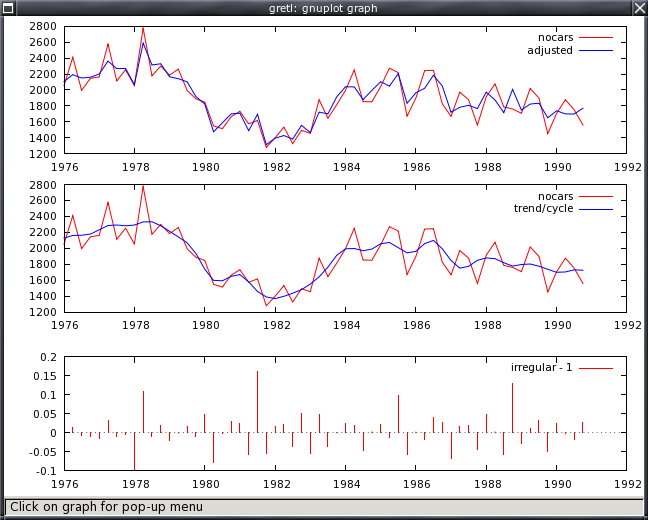 gretl: gnuplot graph
2800
2600
2400
2200
2000
1800
1600
1400
1200
nocars
adjusted
1976 1978 1980 1982 1984 1986 1988 1990 1992
2800
2600
2400
2200
2000
1800
1600
1400
1200
nocars
trend/cycle
1976 1978 1980 1982 1984 1986 1988 1990 1992
0.2
0.15
0.1
0.05
0
-0.05
-0.1
irregular - 1
1976 1978 1980 1982 1984 1986 1988 1990 1992
Click on graph for pop-up menu